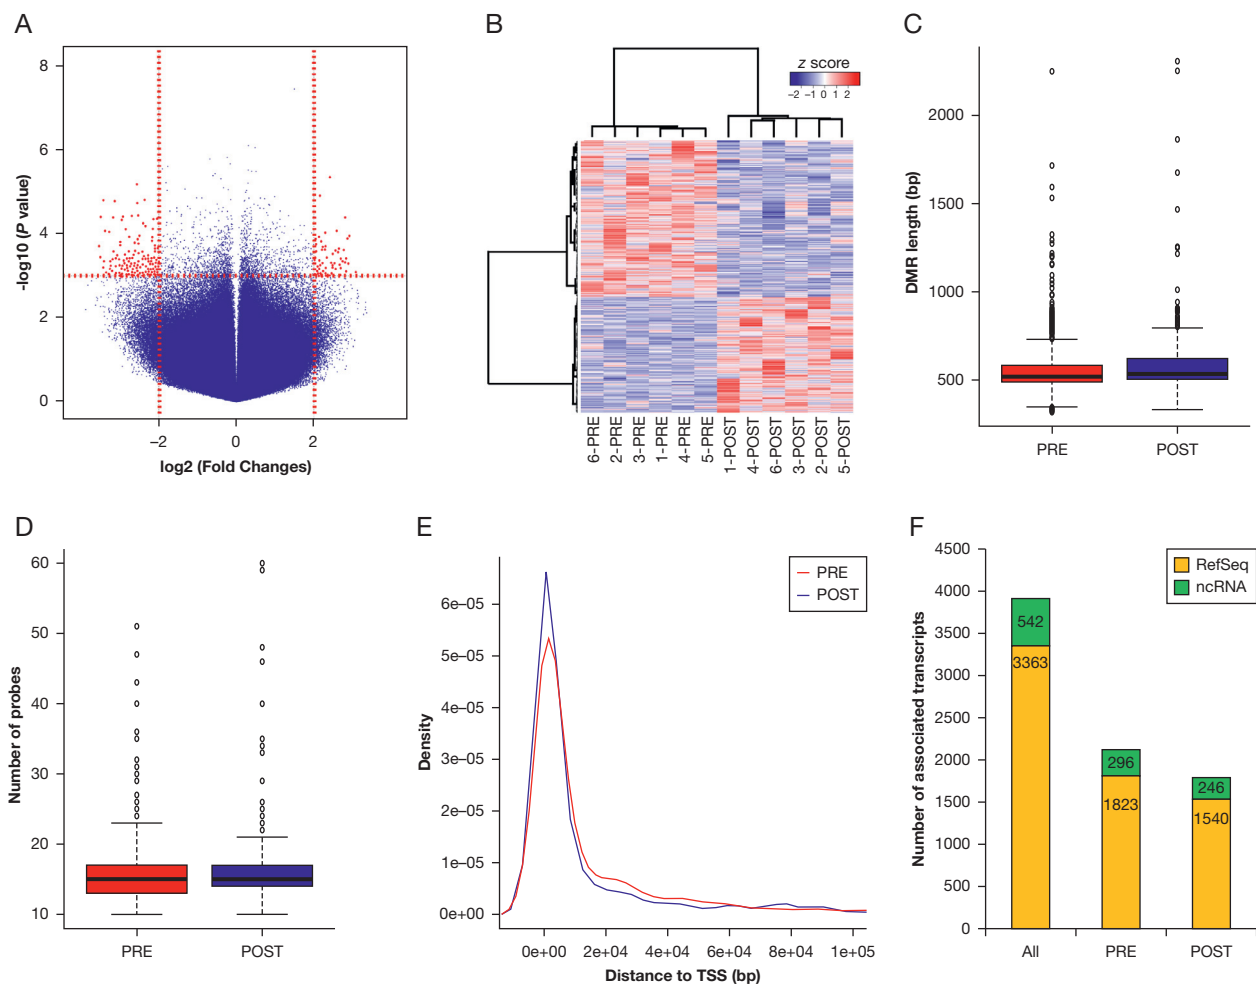 A
8
6
4
2
0
-log10 (P value)
−2
0
2
log2 (Fold Changes)
B
z score
−2 −1 0 1 2
6-PRE
2-PRE
3-PRE
1-PRE
4-PRE
5-PRE
1-POST
4-POST
6-POST
3-POST
2-POST
5-POST
C
2000
1500
1000
500
DMR length (bp)
PRE
POST
D
60
50
40
30
20
10
Number of probes
PRE
POST
E
PRE
POST
6e−05
5e−05
4e−05
3e−05
2e−05
1e−05
0e+00
Density
0e+00
2e+04
4e+04
6e+04
8e+04
1e+05
Distance to TSS (bp)
F
RefSeq
ncRNA
4500
4000
3500
3000
2500
2000
1500
1000
500
0
Number of associated transcripts
542
3363
296
1823
246
1540
All
PRE
POST